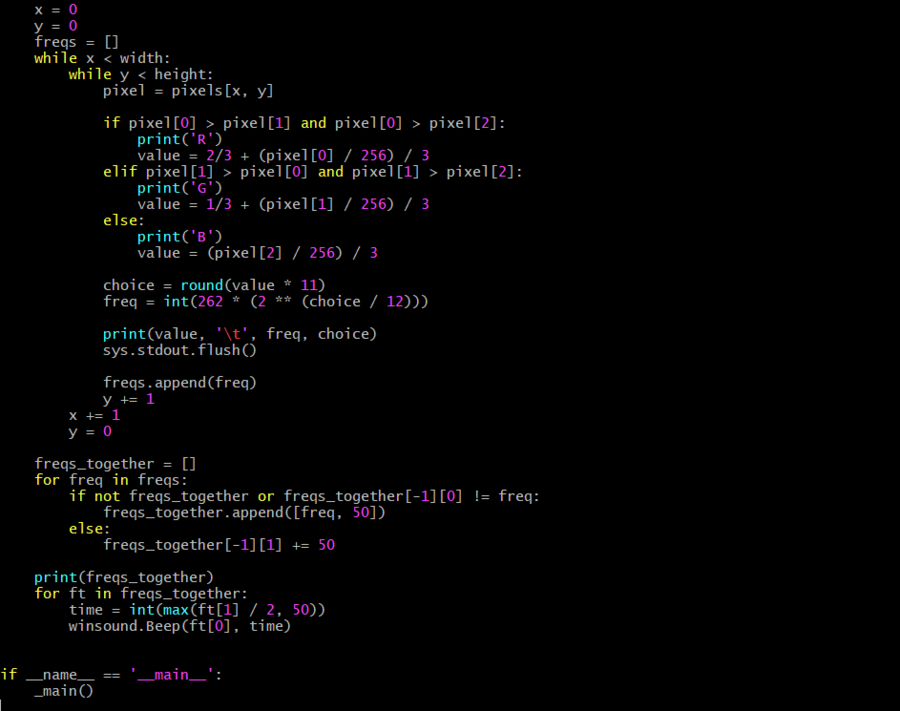 x = 0
    y = 0
    freqs = []
    while x < width:
        while y < height:
            pixel = pixels[x, y]

            if pixel[0] > pixel[1] and pixel[0] > pixel[2]:
                print('R')
                value = 2/3 + (pixel[0] / 256) / 3
            elif pixel[1] > pixel[0] and pixel[1] > pixel[2]:
                print('G')
                value = 1/3 + (pixel[1] / 256) / 3
            else:
                print('B')
                value = (pixel[2] / 256) / 3

            choice = round(value * 11)
            freq = int(262 * (2 ** (choice / 12)))

            print(value, '\t', freq, choice)
            sys.stdout.flush()

            freqs.append(freq)
            y += 1
        x += 1
        y = 0

    freqs_together = []
    for freq in freqs:
        if not freqs_together or freqs_together[-1][0] != freq:
            freqs_together.append([freq, 50])
        else:
            freqs_together[-1][1] += 50

    print(freqs_together)
    for ft in freqs_together:
        time = int(max(ft[1] / 2, 50))
        winsound.Beep(ft[0], time)


if __name__ == '__main__':
    _main()